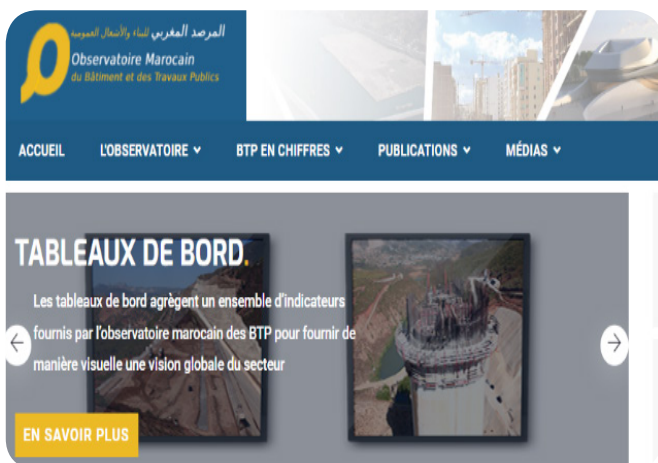 المرصد المغربي للبناء والأشغال العمومية
Observatoire Marocain
du Bâtiment et des Travaux Publics
ACCUEIL L'OBSERVATOIRE BTP EN CHIFFRES PUBLICATIONS MÉDIAS
TABLEAUX DE BORD.
Les tableaux de bord agrègent un ensemble d'indicateurs
fournis par l'observatoire marocain des BTP pour fournir de
manière visuelle une vision globale du secteur
EN SAVOIR PLUS